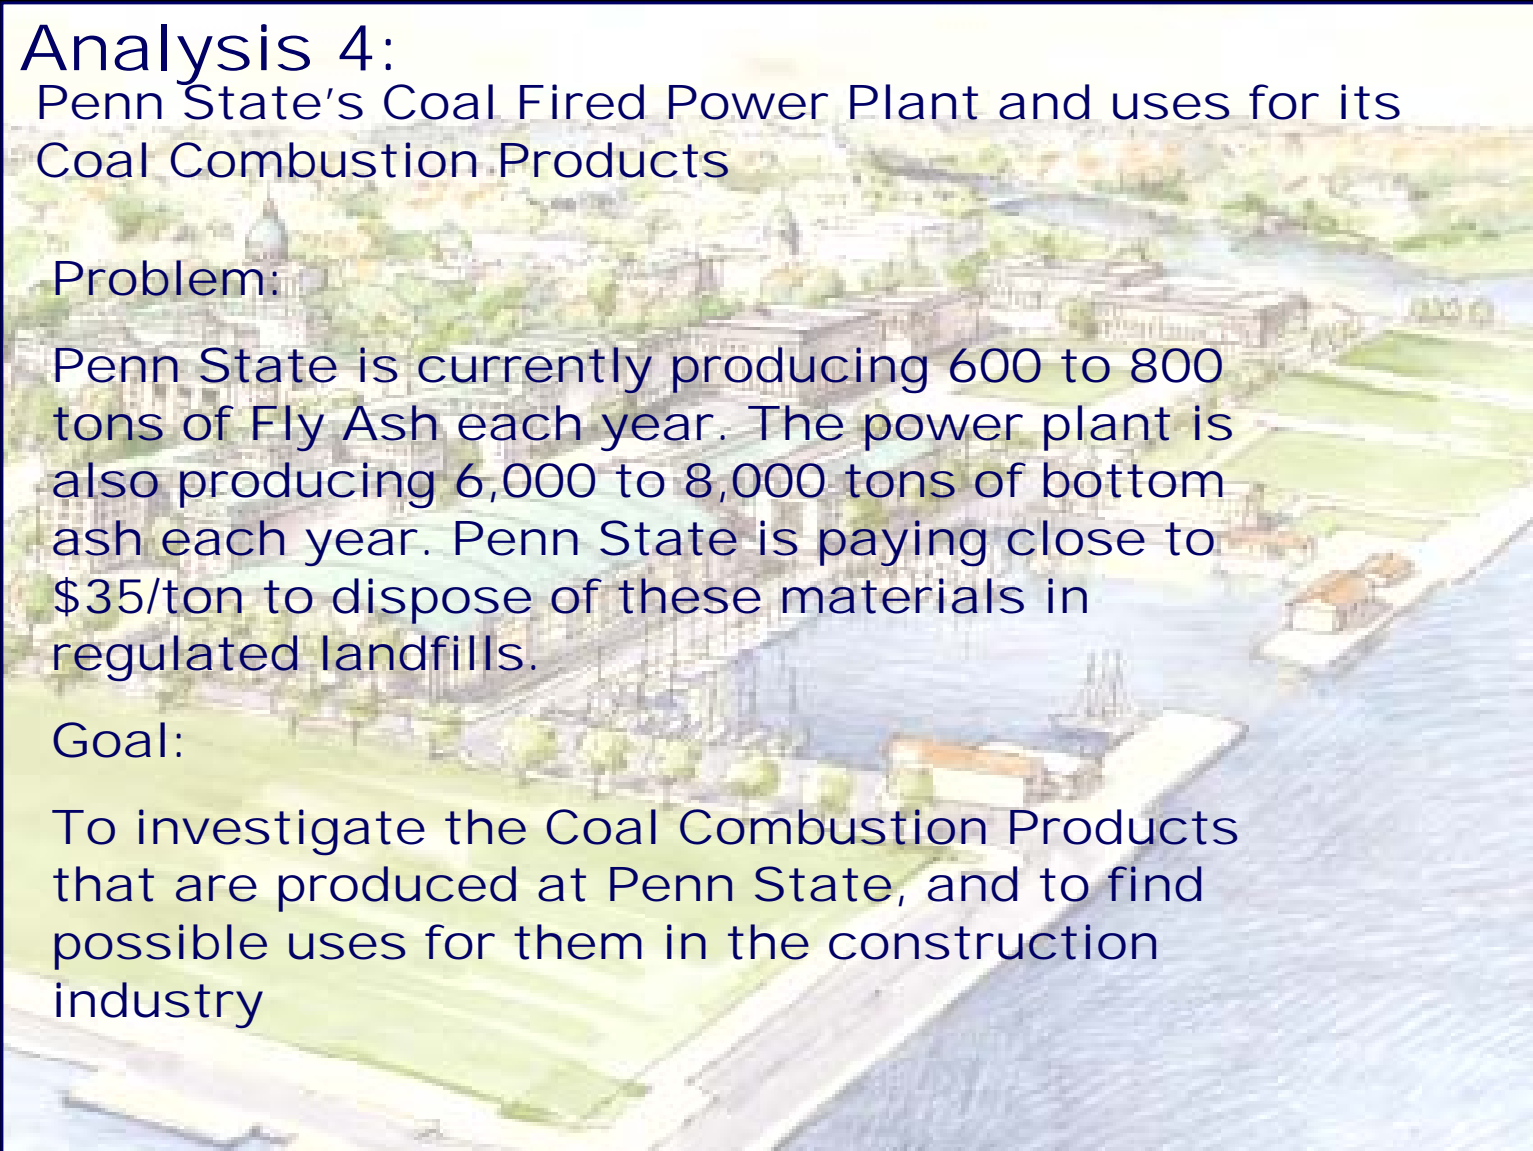 Analysis 4:
Penn State’s Coal Fired Power Plant and uses for its
Coal Combustion Products
Problem:
Penn State is currently producing 600 to 800
tons of Fly Ash each year. The power plant is
also producing 6,000 to 8,000 tons of bottom
ash each year. Penn State is paying close to
$35/ton to dispose of these materials in
regulated landfills.
Goal:
To investigate the Coal Combustion Products
that are produced at Penn State, and to find
possible uses for them in the construction
industry